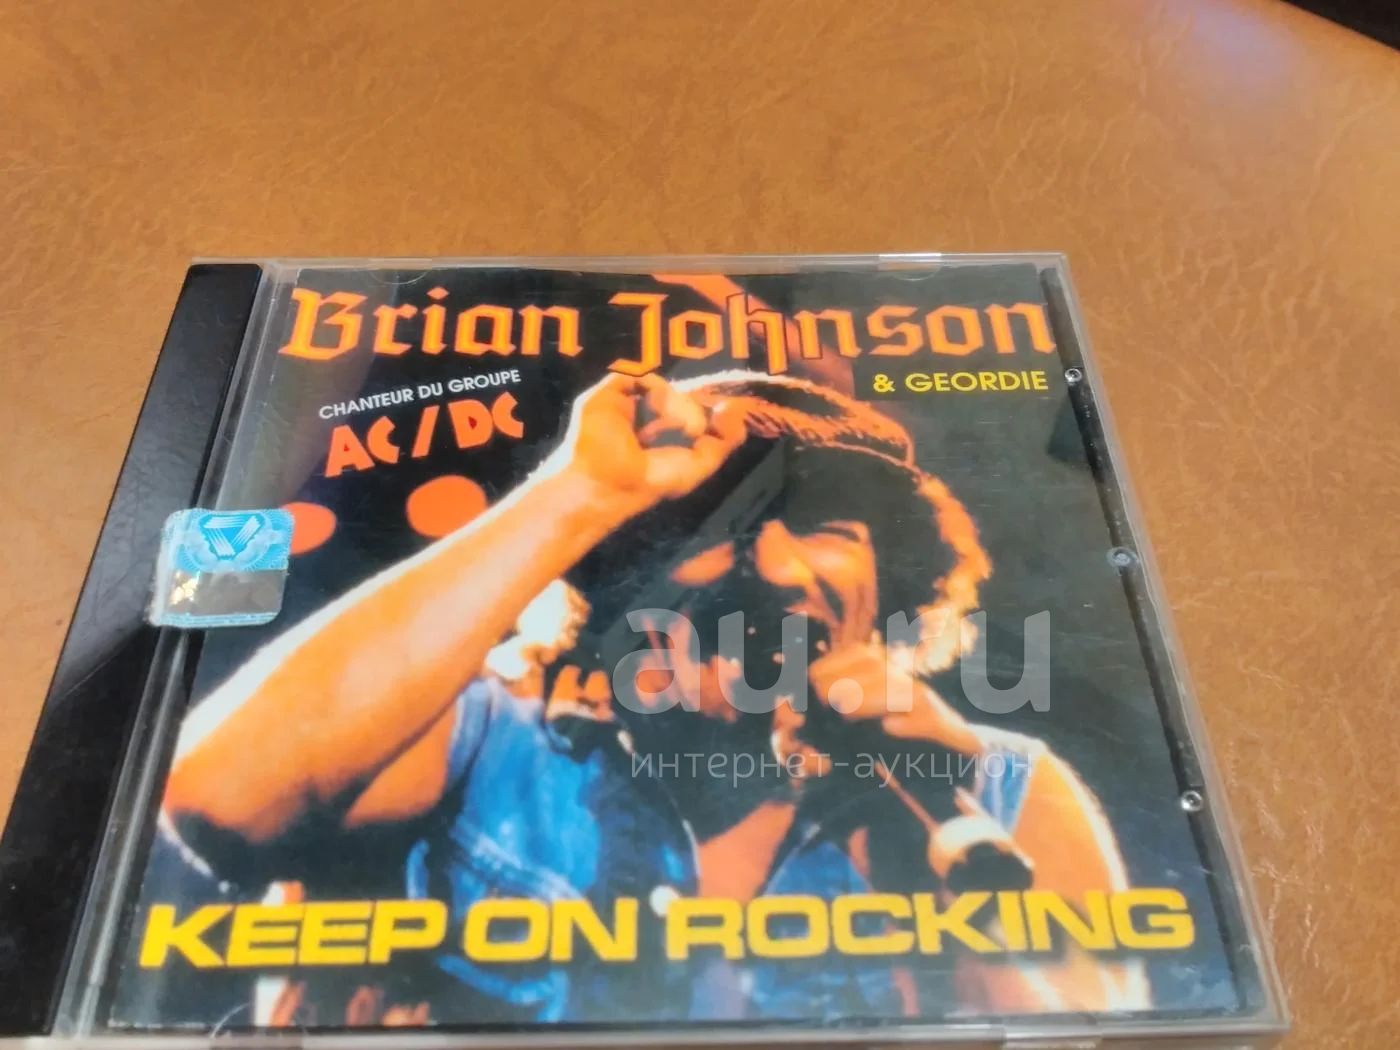 Brian Johnson
& GEORDIE
CHANTEUR DU GROUPE
AC/DC
au.ru
интернет-аукцион
KEEP ON ROCKING